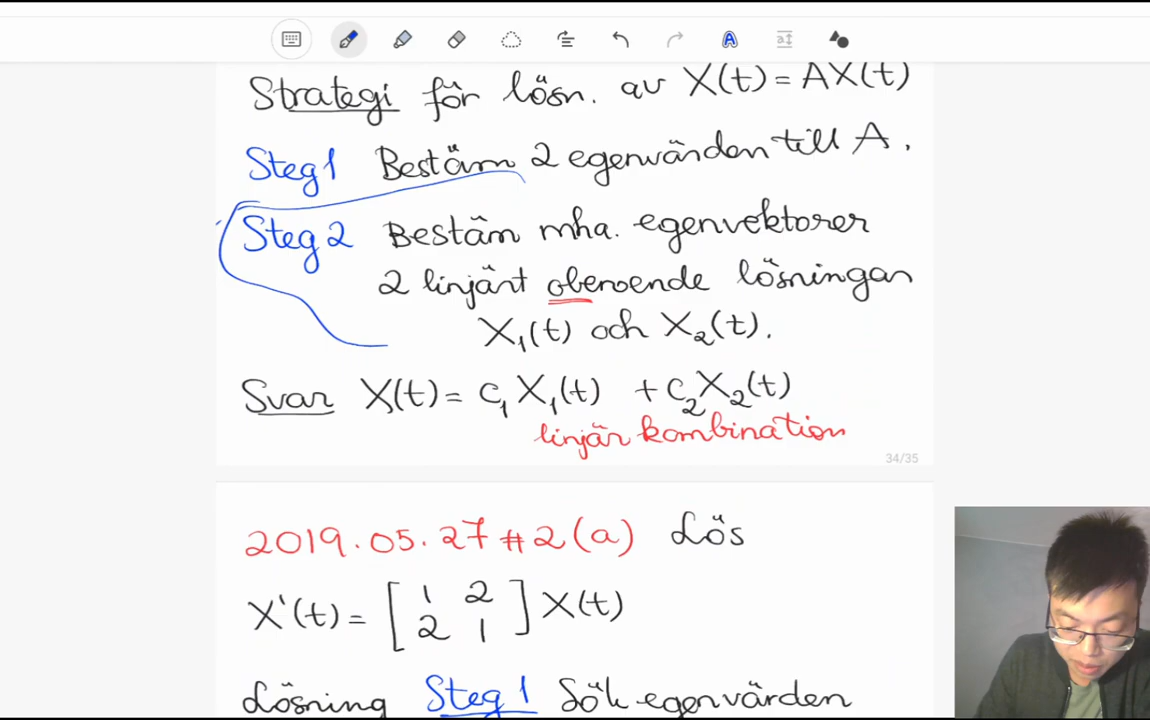 Strategi för lösn. av X(t) = AX(t)
Steg 1 Bestäm 2 egenvärden till A.
Steg 2 Bestäm mha. egenvektorer
2 linjärt oberoende lösningar
X₁(t) och X₂(t).
Svar X(t) = c₁X₁(t) + c₂X₂(t)
linjär kombination
34/35
2019.05.27 #2(a) Lös
X'(t) = [1 2; 2 1] X(t)
Lösning Steg 1 Sök egenvärden